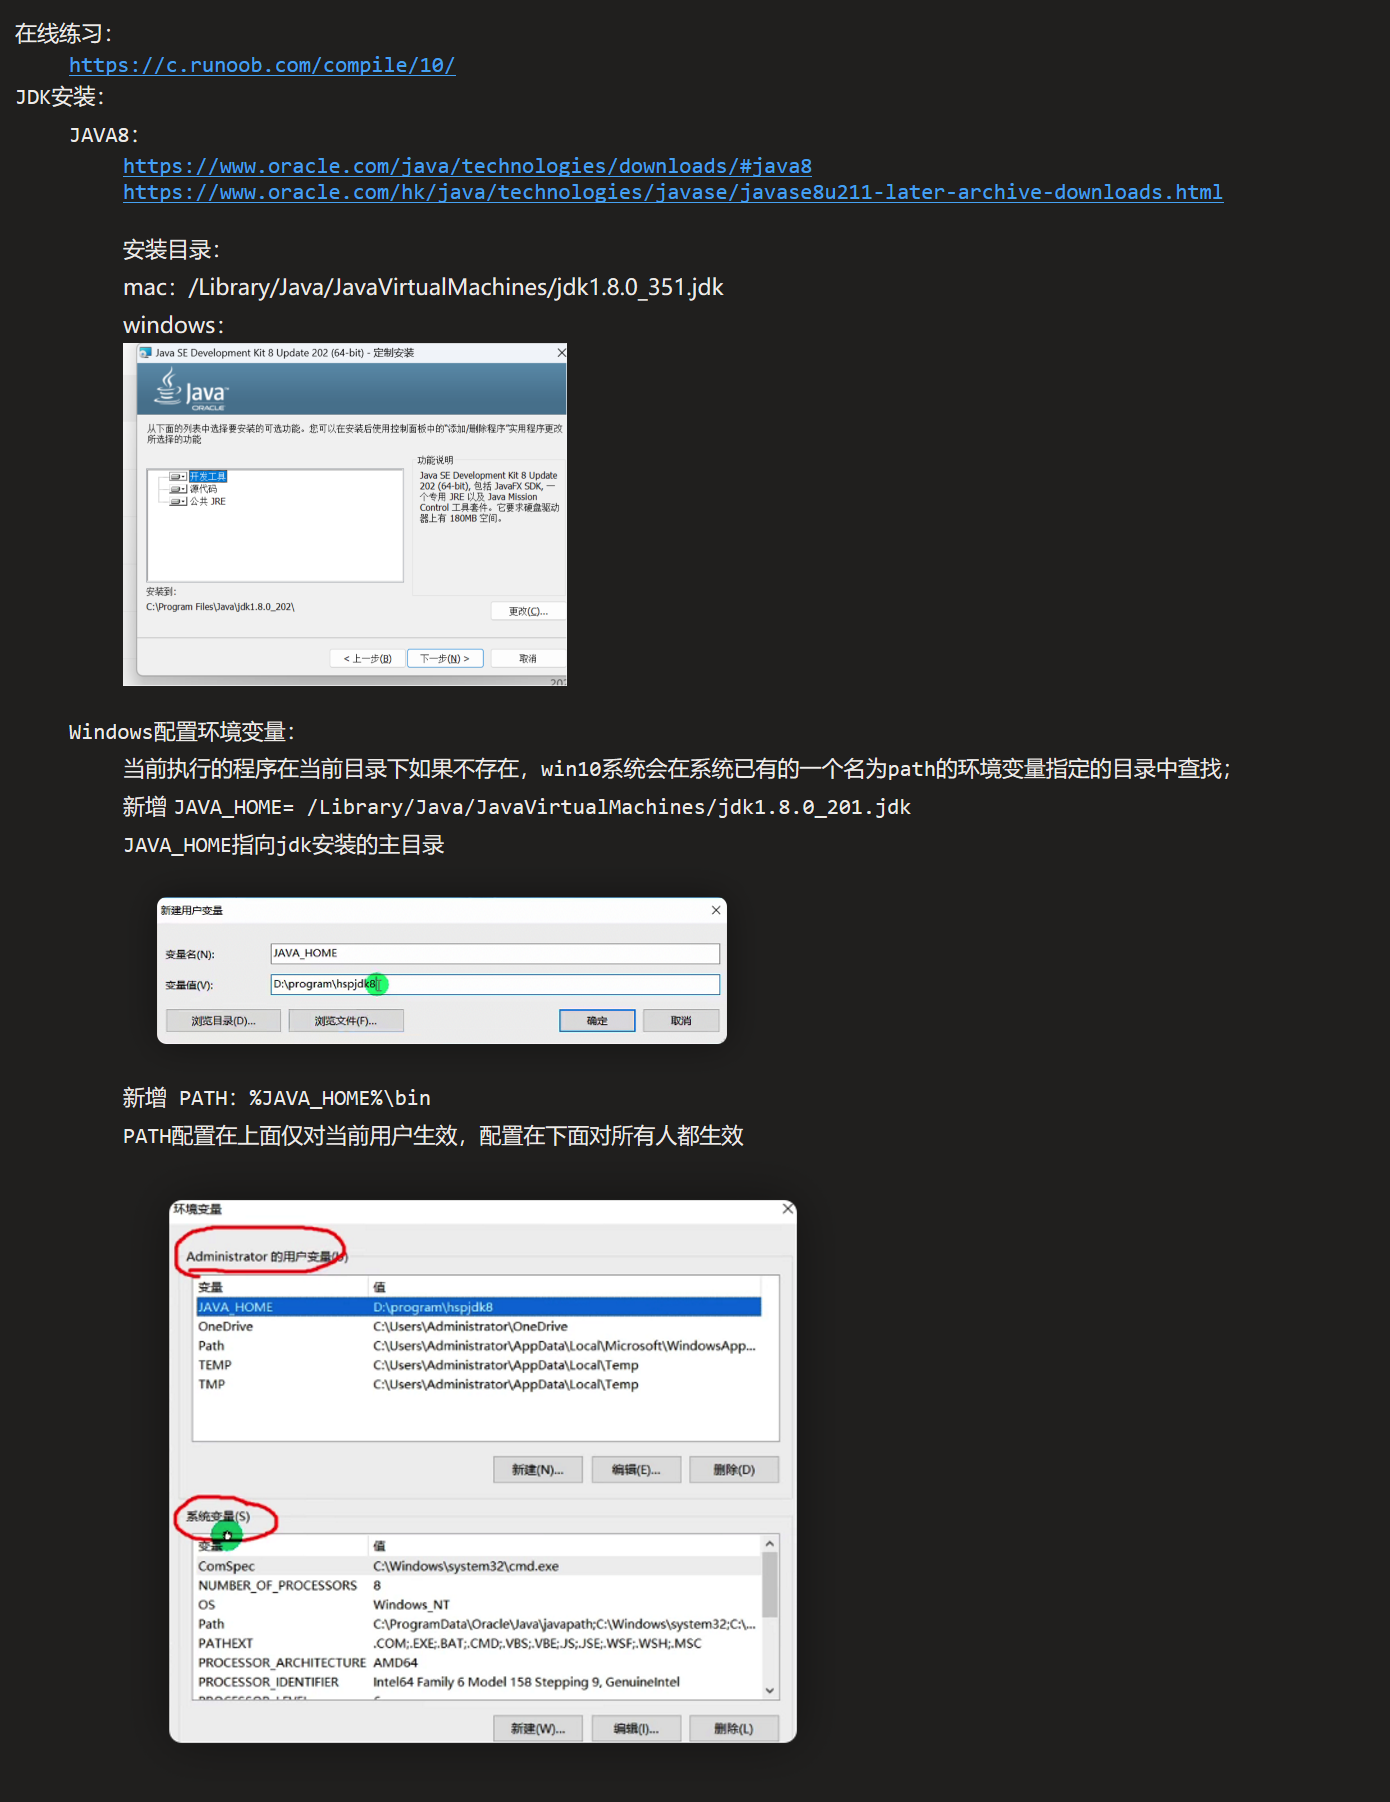 在线练习：
https://c.runoob.com/compile/10/
JDK安装：
JAVA8：
https://www.oracle.com/java/technologies/downloads/#java8
https://www.oracle.com/hk/java/technologies/javase/javase8u211-later-archive-downloads.html
安装目录：
mac：/Library/Java/JavaVirtualMachines/jdk1.8.0_351.jdk
windows：
Java SE Development Kit 8 Update 202 (64-bit) - 定制安装
Java
ORACLE
从下面的列表中选择要安装的可选功能。您可以在安装后使用控制面板中的"添加/删除程序"实用程序更改
所选择的功能
开发工具
源代码
公共 JRE
功能说明
Java SE Development Kit 8 Update
202 (64-bit), 包括 JavaFX SDK, 一
个专用 JRE 以及 Java Mission
Control 工具套件。它要求硬盘驱动
器上有 180MB 空间。
安装到:
C:\Program Files\Java\jdk1.8.0_202\
更改(C)...
< 上一步(B)
下一步(N) >
取消
Windows配置环境变量：
当前执行的程序在当前目录下如果不存在，win10系统会在系统已有的一个名为path的环境变量指定的目录中查找；
新增 JAVA_HOME= /Library/Java/JavaVirtualMachines/jdk1.8.0_201.jdk
JAVA_HOME指向jdk安装的主目录
新建用户变量
变量名(N):
JAVA_HOME
变量值(V):
D:\program\hspjdk8
浏览目录(D)...
浏览文件(F)...
确定
取消
新增 PATH：%JAVA_HOME%\bin
PATH配置在上面仅对当前用户生效，配置在下面对所有人都生效
环境变量
Administrator 的用户变量(U)
变量 值
JAVA_HOME D:\program\hspjdk8
OneDrive C:\Users\Administrator\OneDrive
Path C:\Users\Administrator\AppData\Local\Microsoft\WindowsApp...
TEMP C:\Users\Administrator\AppData\Local\Temp
TMP C:\Users\Administrator\AppData\Local\Temp
新建(N)...
编辑(E)...
删除(D)
系统变量(S)
变量 值
ComSpec C:\Windows\system32\cmd.exe
NUMBER_OF_PROCESSORS 8
OS Windows_NT
Path C:\ProgramData\Oracle\Java\javapath;C:\Windows\system32;C:\...
PATHEXT .COM;.EXE;.BAT;.CMD;.VBS;.VBE;.JS;.JSE;.WSF;.WSH;.MSC
PROCESSOR_ARCHITECTURE AMD64
PROCESSOR_IDENTIFIER Intel64 Family 6 Model 158 Stepping 9, GenuineIntel
新建(W)...
编辑(I)...
删除(L)